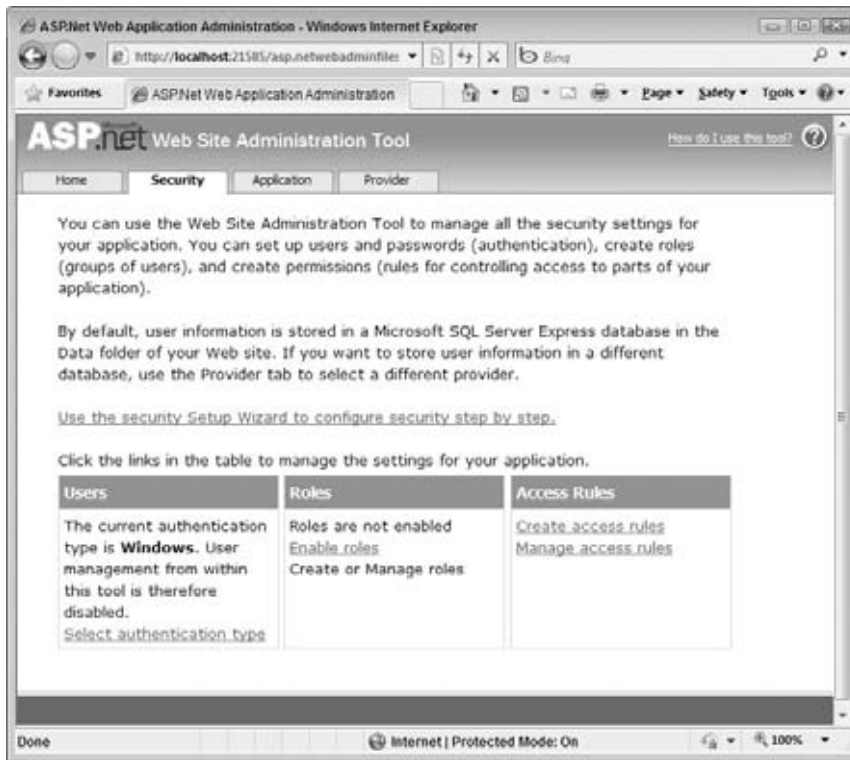 ASP.Net Web Application Administration - Windows Internet Explorer
http://localhost:21585/asp.netwebadminfiles
Bing
Favorites
ASP.Net Web Application Administration
Page
Safety
Tools
ASP.net Web Site Administration Tool
How do I use this tool?
Home
Security
Application
Provider
You can use the Web Site Administration Tool to manage all the security settings for
your application. You can set up users and passwords (authentication), create roles
(groups of users), and create permissions (rules for controlling access to parts of your
application).
By default, user information is stored in a Microsoft SQL Server Express database in the
Data folder of your Web site. If you want to store user information in a different
database, use the Provider tab to select a different provider.
Use the security Setup Wizard to configure security step by step.
Click the links in the table to manage the settings for your application.
Users
The current authentication
type is Windows. User
management from within
this tool is therefore
disabled.
Select authentication type
Roles
Roles are not enabled
Enable roles
Create or Manage roles
Access Rules
Create access rules
Manage access rules
Done
Internet | Protected Mode: On
100%